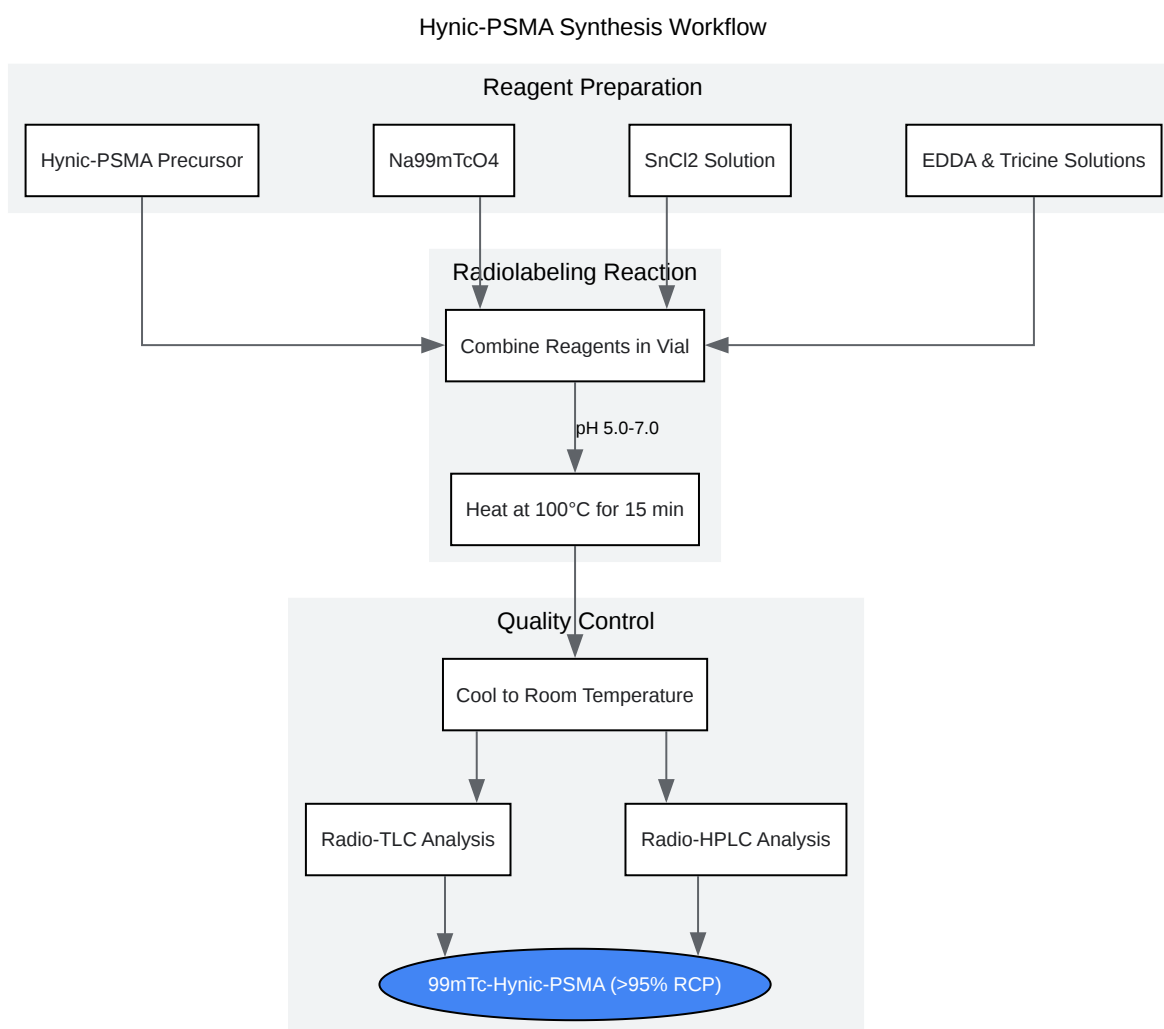 Hynic-PSMA Synthesis Workflow
Reagent Preparation
Hynic-PSMA Precursor
Na99mTcO4
SnCl2 Solution
EDDA & Tricine Solutions
Radiolabeling Reaction
Combine Reagents in Vial
pH 5.0-7.0
Heat at 100°C for 15 min
Quality Control
Cool to Room Temperature
Radio-TLC Analysis
Radio-HPLC Analysis
99mTc-Hynic-PSMA (>95% RCP)